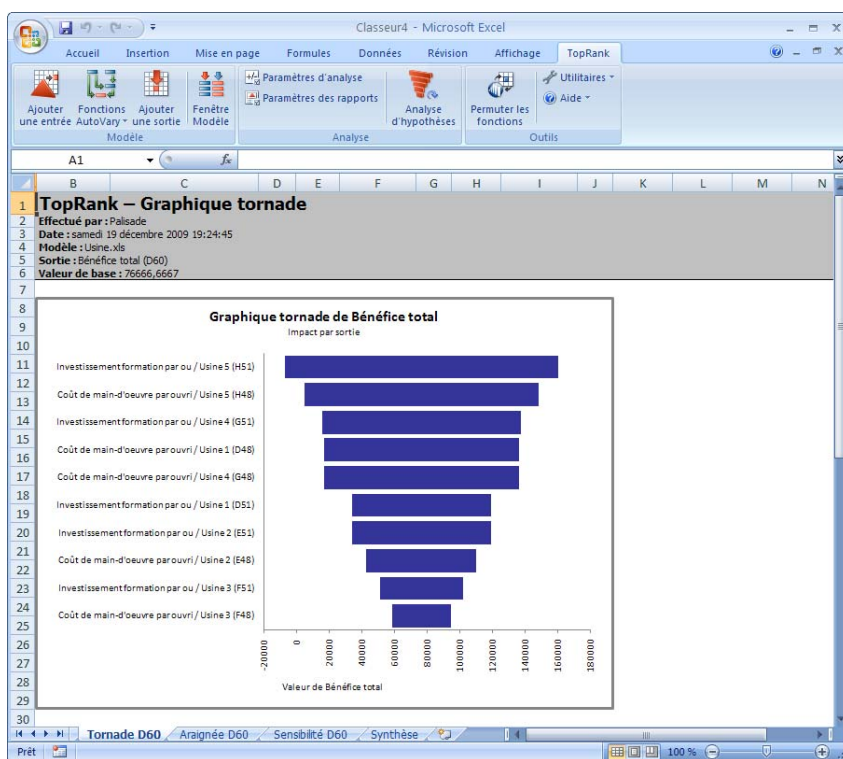 Classeur4 - Microsoft Excel
Accueil Insertion Mise en page Formules Données Révision Affichage TopRank
Ajouter une entrée
Fonctions AutoVary
Ajouter une sortie
Fenêtre Modèle
Paramètres d'analyse
Paramètres des rapports
Analyse d'hypothèses
Permuter les fonctions
Utilitaires
Aide
Modèle Analyse Outils
A1 fx
B C D E F G H I J K L M N
1 TopRank – Graphique tornade
2 Effectué par : Palisade
3 Date : samedi 19 décembre 2009 19:24:45
4 Modèle : Usine.xls
5 Sortie : Bénéfice total (D60)
6 Valeur de base : 76666,6667
7
8
9
10
11
12
13
14
15
16
17
18
19
20
21
22
23
24
25
26
27
28
29
30
Graphique tornade de Bénéfice total
Impact par sortie
Investissement formation par ou / Usine 5 (H51)
Coût de main-d'oeuvre par ouvri / Usine 5 (H48)
Investissement formation par ou / Usine 4 (G51)
Coût de main-d'oeuvre par ouvri / Usine 1 (D48)
Coût de main-d'oeuvre par ouvri / Usine 4 (G48)
Investissement formation par ou / Usine 1 (D51)
Investissement formation par ou / Usine 2 (E51)
Coût de main-d'oeuvre par ouvri / Usine 2 (E48)
Investissement formation par ou / Usine 3 (F51)
Coût de main-d'oeuvre par ouvri / Usine 3 (F48)
-20000 0 20000 40000 60000 80000 100000 120000 140000 160000 180000
Valeur de Bénéfice total
Tornade D60 Araignée D60 Sensibilité D60 Synthèse
Prêt 100 %